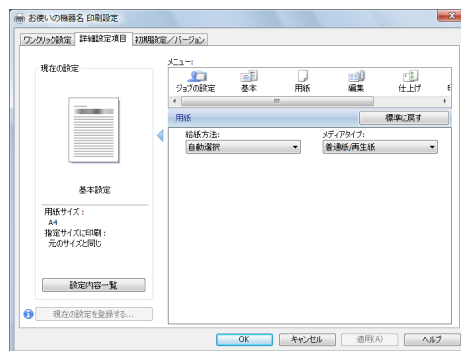 お使いの機器名 印刷設定
ワンクリック設定 詳細設定項目 初期設定／バージョン
現在の設定
メニュー:
ジョブの設定 基本 用紙 編集 仕上げ
用紙 標準に戻す
給紙方法: メディアタイプ:
自動選択 普通紙/再生紙
基本設定
用紙サイズ：
A4
指定サイズに印刷：
元のサイズと同じ
設定内容一覧
現在の設定を登録する...
OK キャンセル 適用(A) ヘルプ